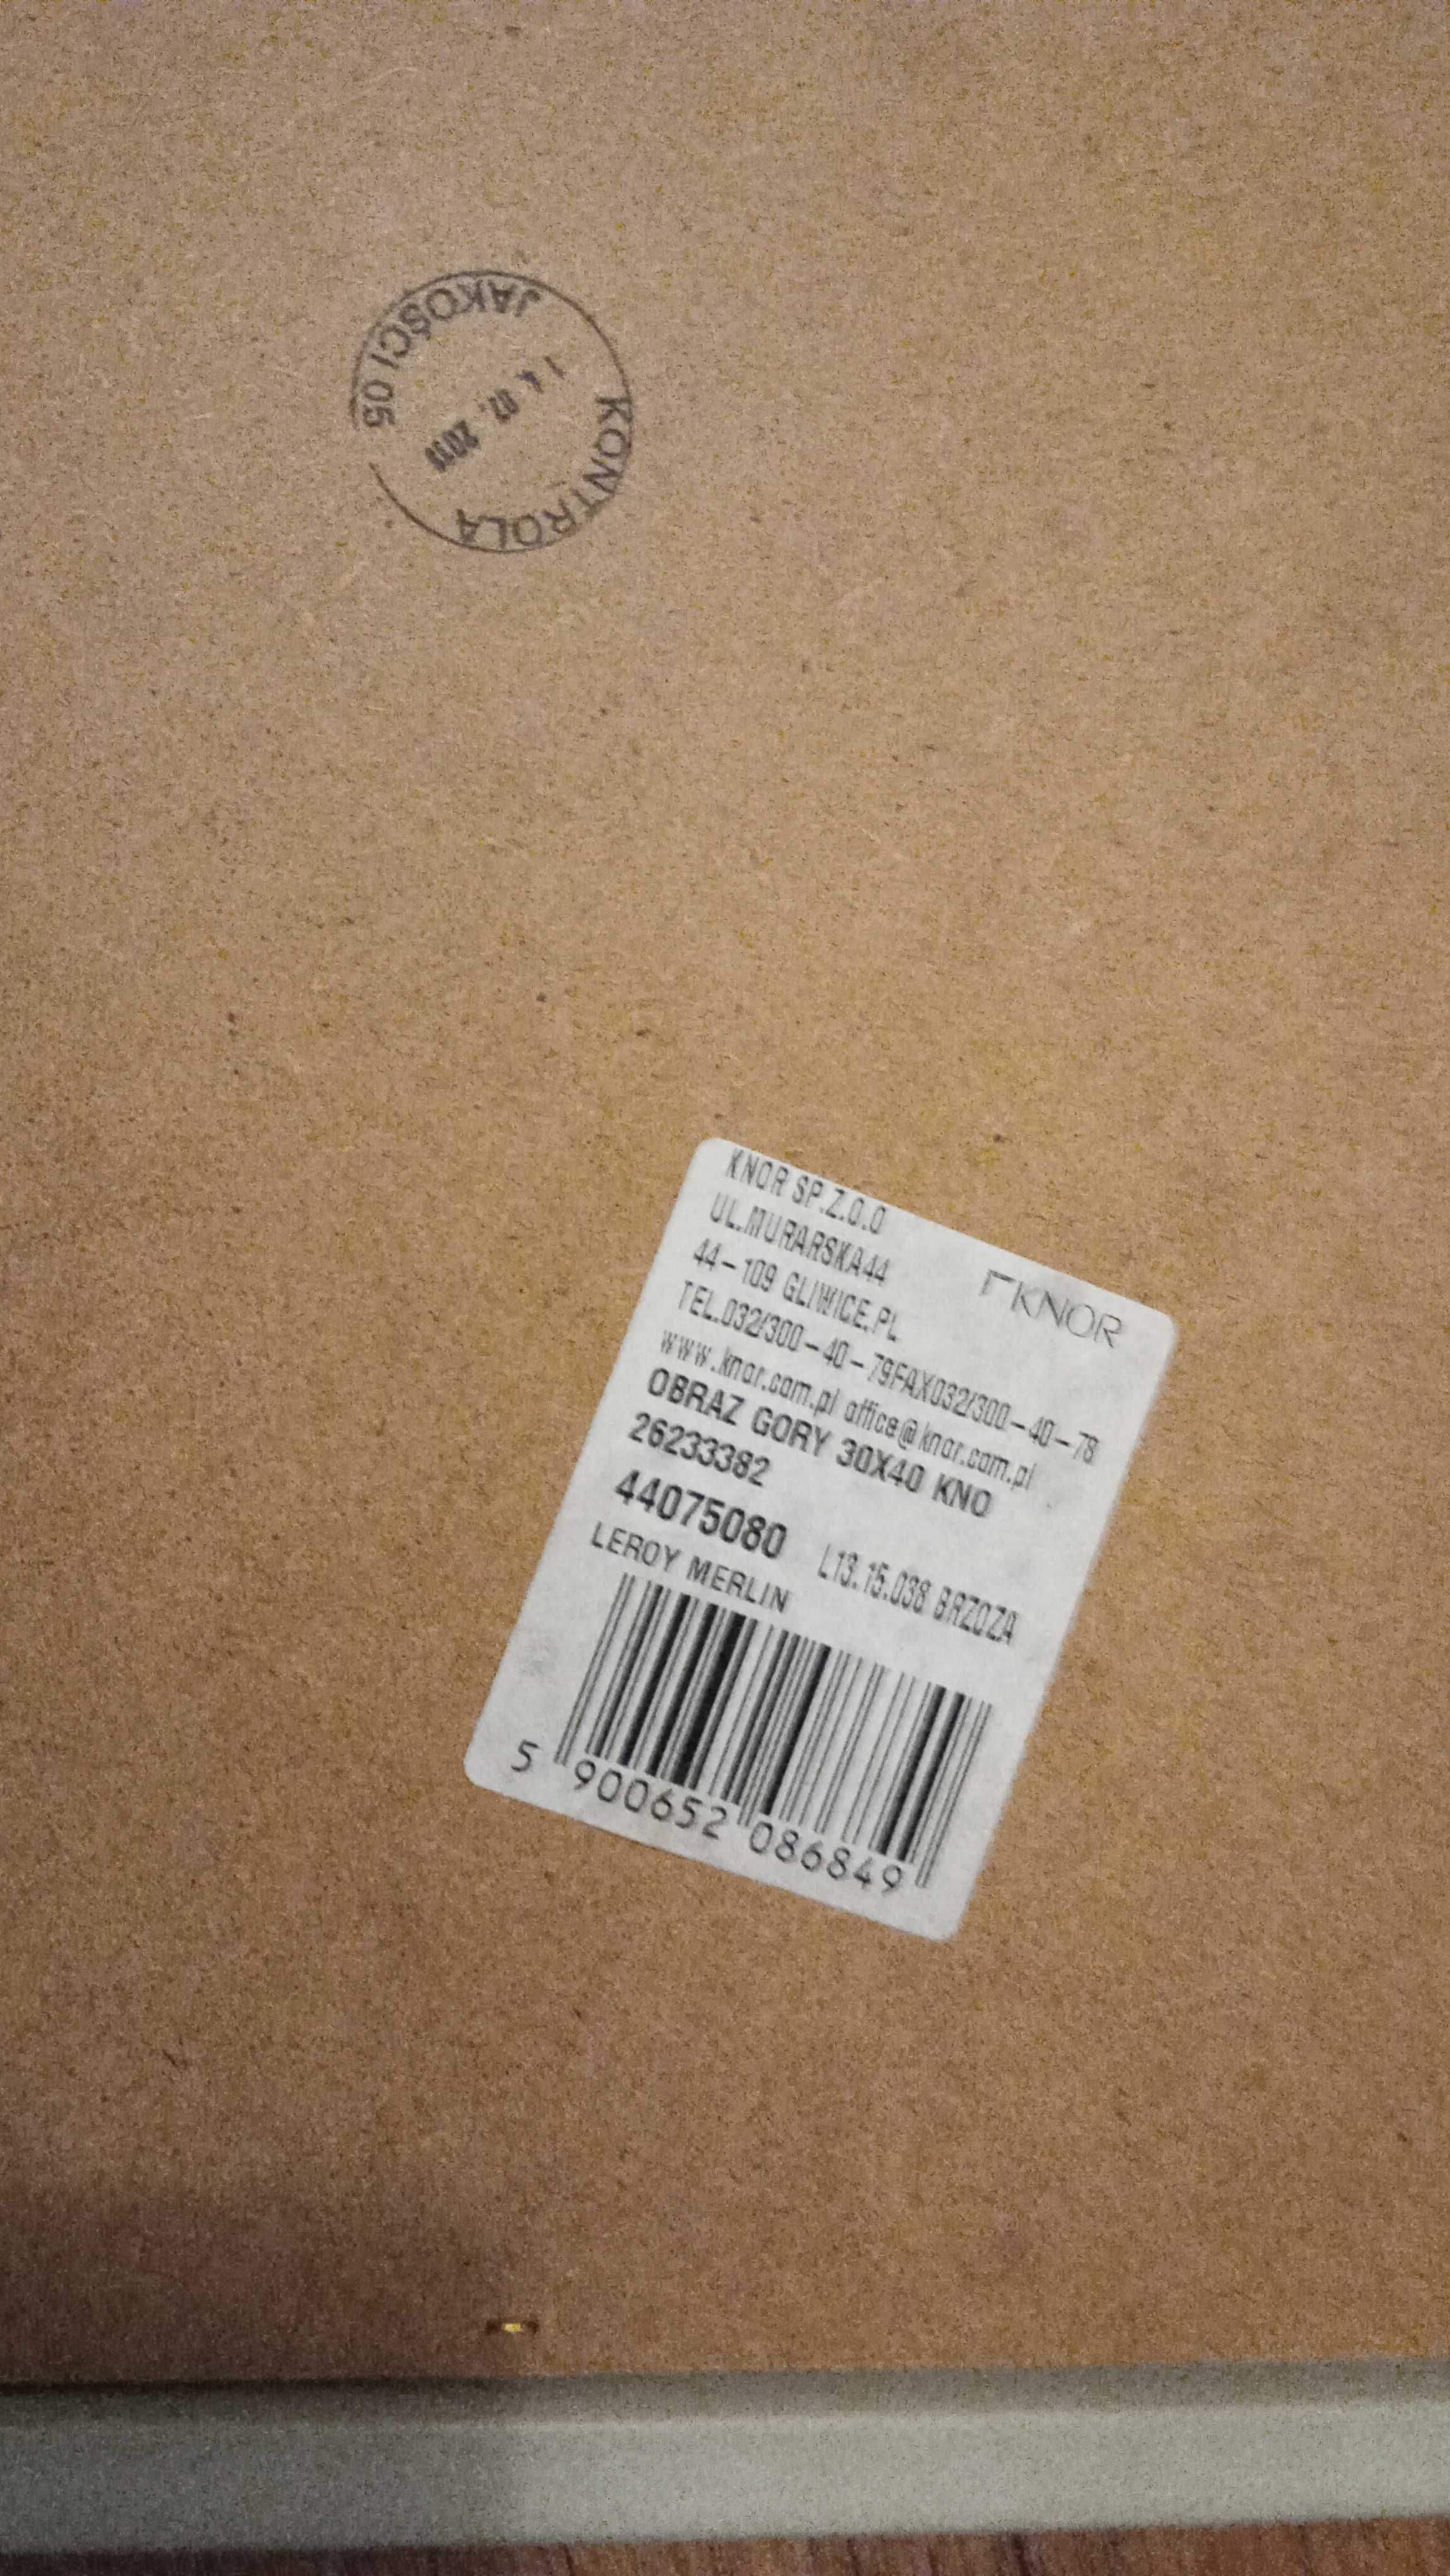 KONTROLA
JAKOŚCI 05
14. 07. 2011
KNOR SP.Z.O.O
UL.MURARSKA44
44-109 GLIWICE,PL
KNOR
TEL.032/300-40-79FAX032/300-40-78
www.knor.com.pl office@knor.com.pl
OBRAZ GORY 30X40 KNO
26233382
44075080 L13.15.038 BRZOZA
LEROY MERLIN
5 900652 086849